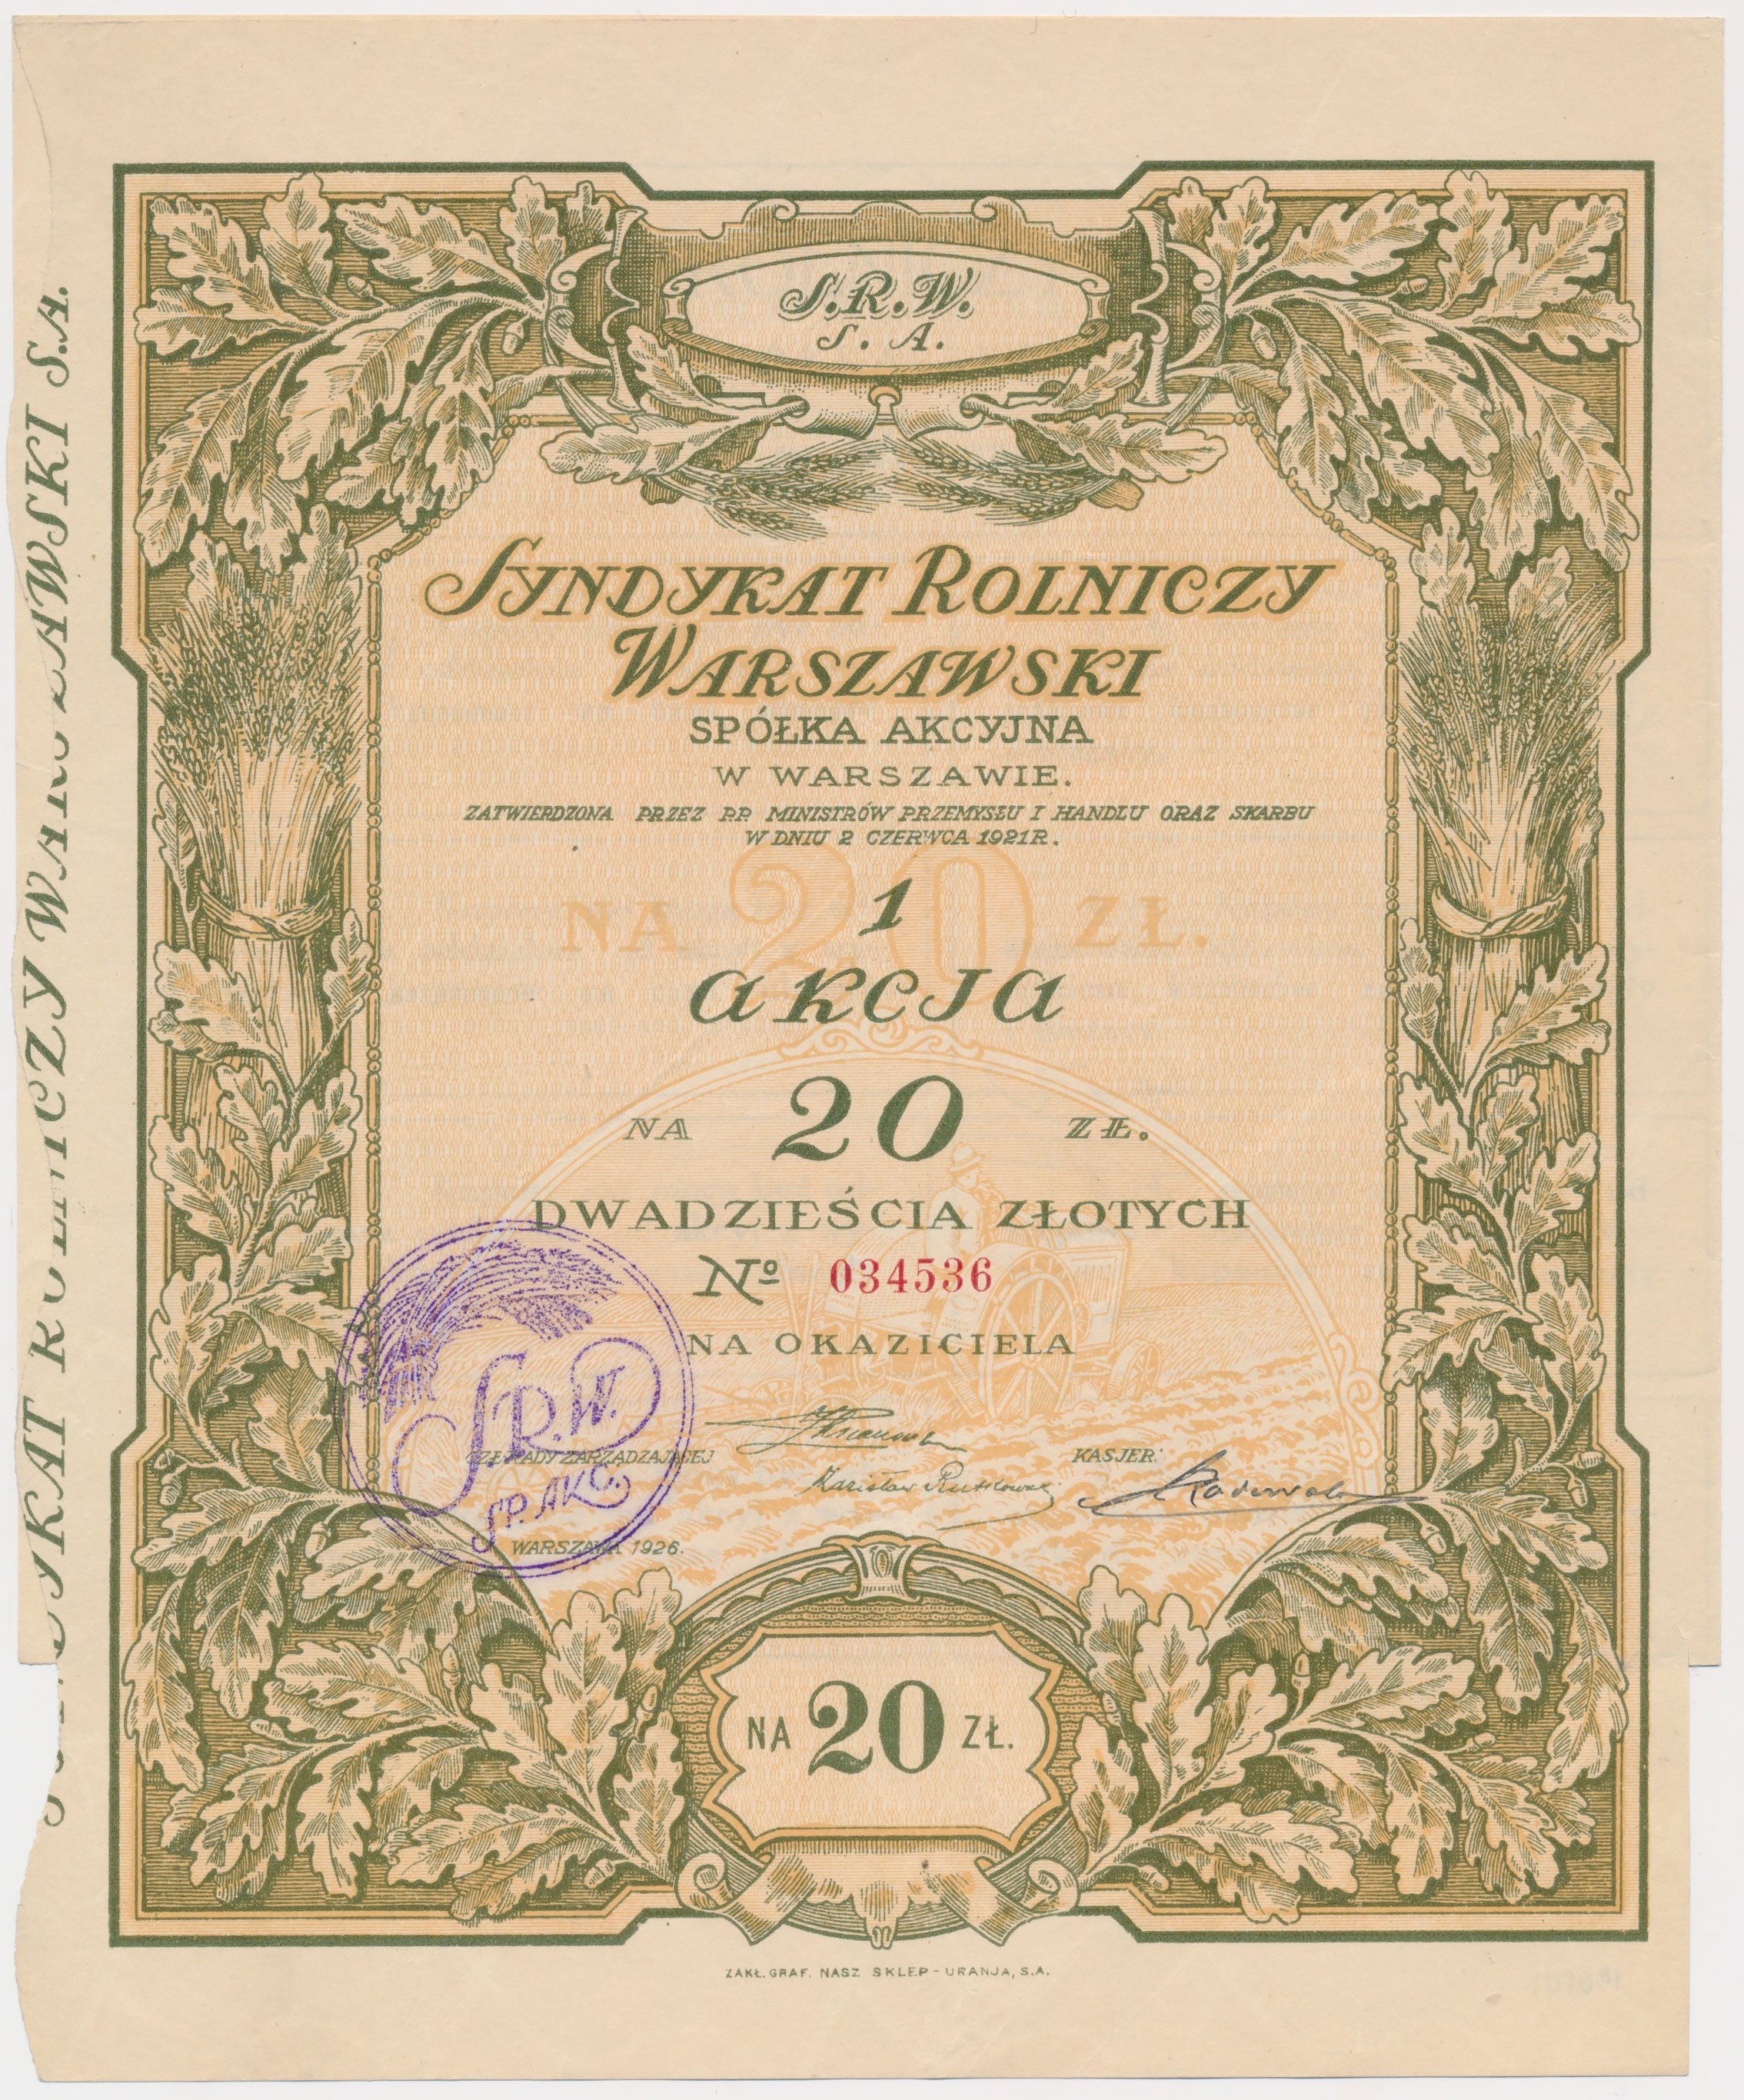 S.R.W.
S. A.
SYNDYKAT ROLNICZY
WARSZAWSKI
SPÓŁKA AKCYJNA
W WARSZAWIE.
ZATWIERDZONA PRZEZ P.P. MINISTRÓW PRZEMYSŁU I HANDLU ORAZ SKARBU
W DNIU 2 CZERWCA 1921 R.
NA 20 ZŁ.
1
AKCJA
NA 20 ZŁ.
DWADZIEŚCIA ZŁOTYCH
Nº 034536
NA OKAZICIELA
RADY ZARZĄDZAJĄCEJ
KASJER:
S.R.W.
SP. AKC.
WARSZAWA 1926.
NA 20 ZŁ.
ZAKŁ. GRAF. NASZ SKLEP - URANJA, S.A.
SYNDYKAT ROLNICZY WARSZAWSKI S.A.